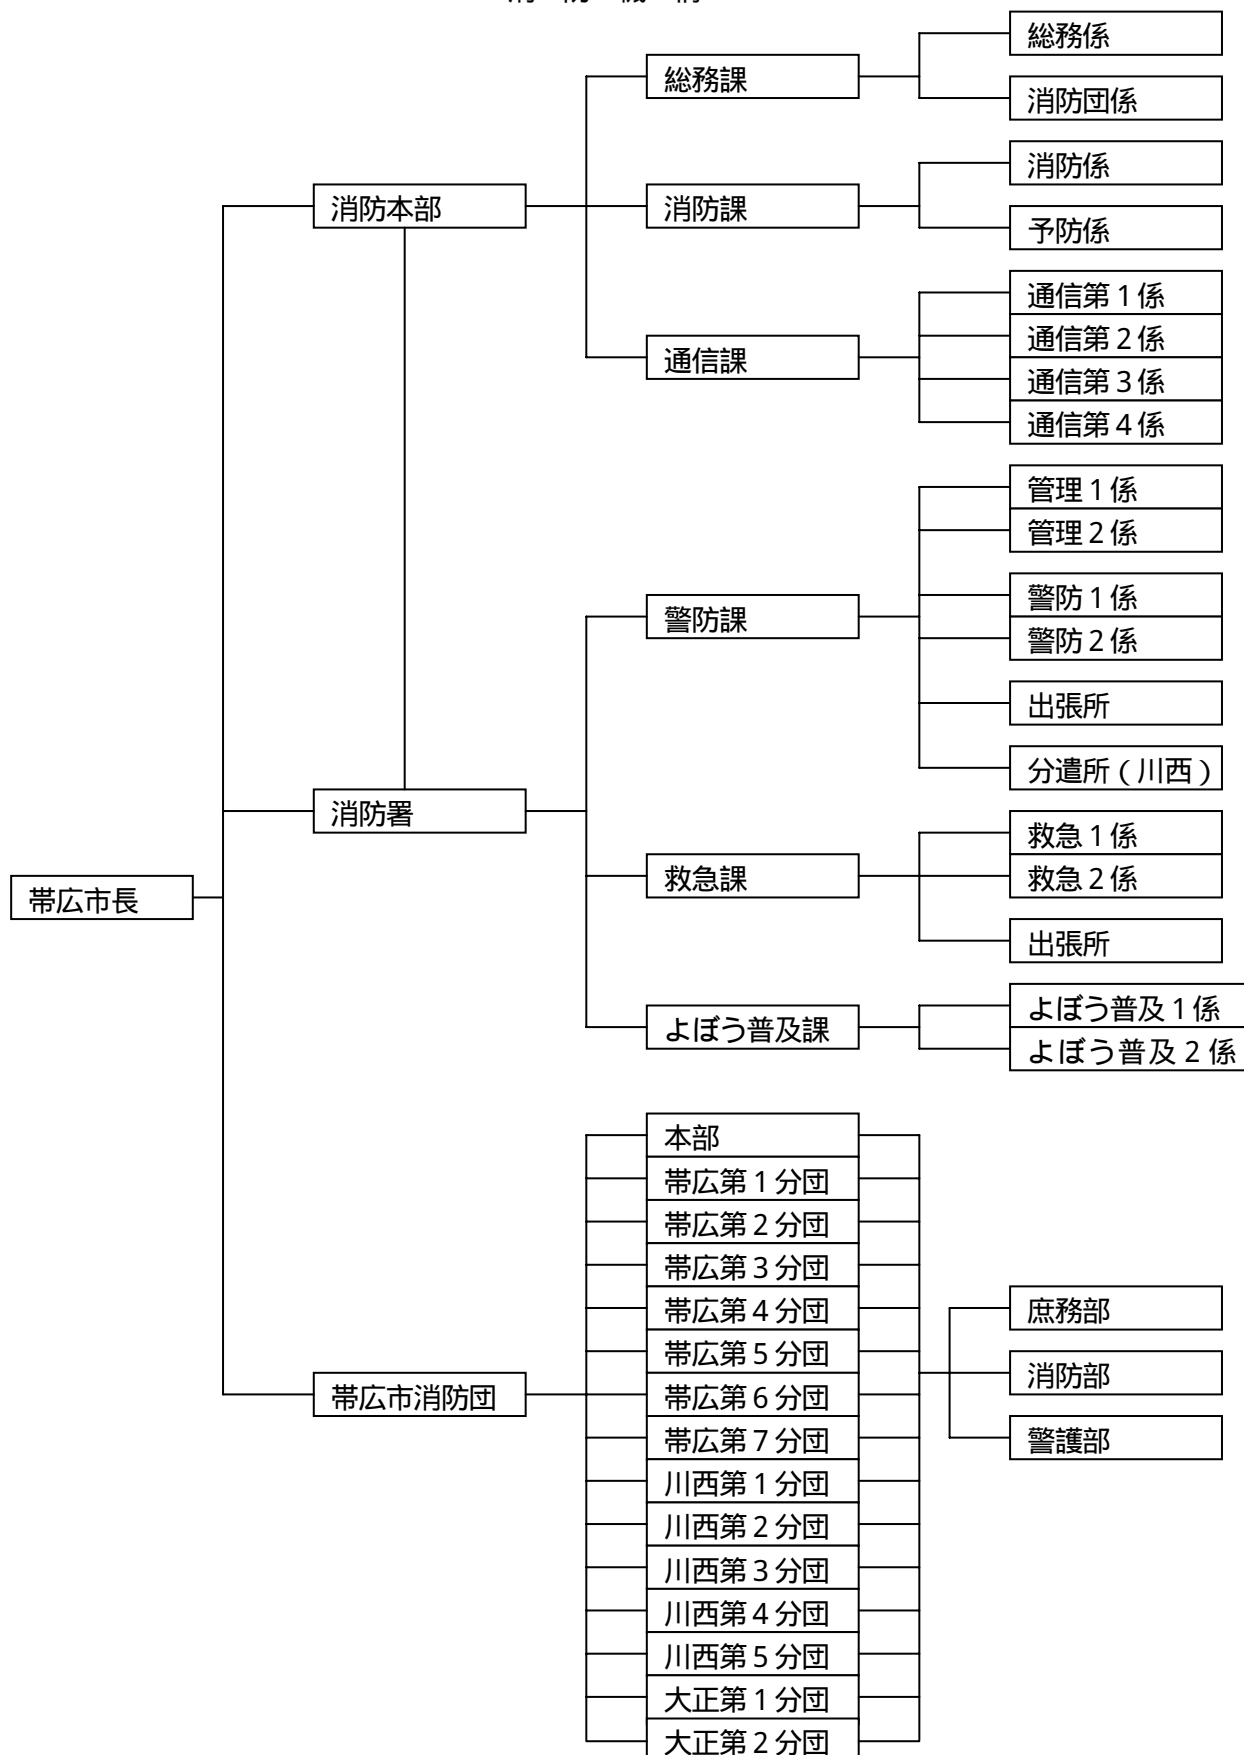 総務係
総務課
消防団係
消防係
消防本部
消防課
予防係
通信第1係
通信第2係
通信課
通信第3係
通信第4係
管理1係
管理2係
警防1係
警防課
警防2係
出張所
分遣所(川西)
消防署
救急1係
救急課
救急2係
帯広市長
出張所
よぼう普及1係
よぼう普及課
よぼう普及2係
本部
帯広第1分団
帯広第2分団
帯広第3分団
帯広第4分団
庶務部
帯広第5分団
消防部
帯広市消防団
帯広第6分団
帯広第7分団
警護部
川西第1分団
川西第2分団
川西第3分団
川西第4分団
川西第5分団
大正第1分団
大正第2分団